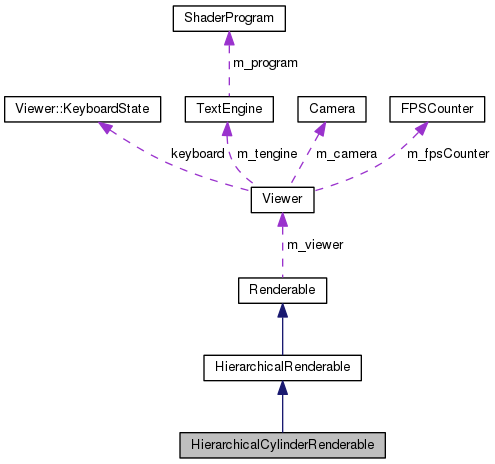 ShaderProgram
m_program
Viewer::KeyboardState
TextEngine
Camera
FPSCounter
keyboard
m_tengine
m_camera
m_fpsCounter
Viewer
m_viewer
Renderable
HierarchicalRenderable
HierarchicalCylinderRenderable